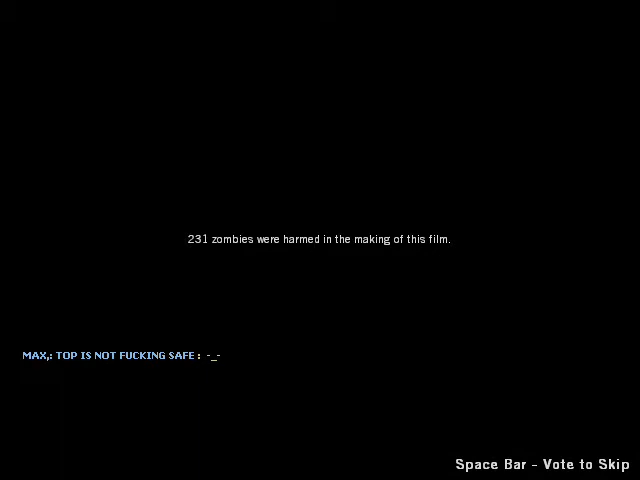 231 zombies were harmed in the making of this film.
MAX,: TOP IS NOT FUCKING SAFE : -_-
Space Bar - Vote to Skip